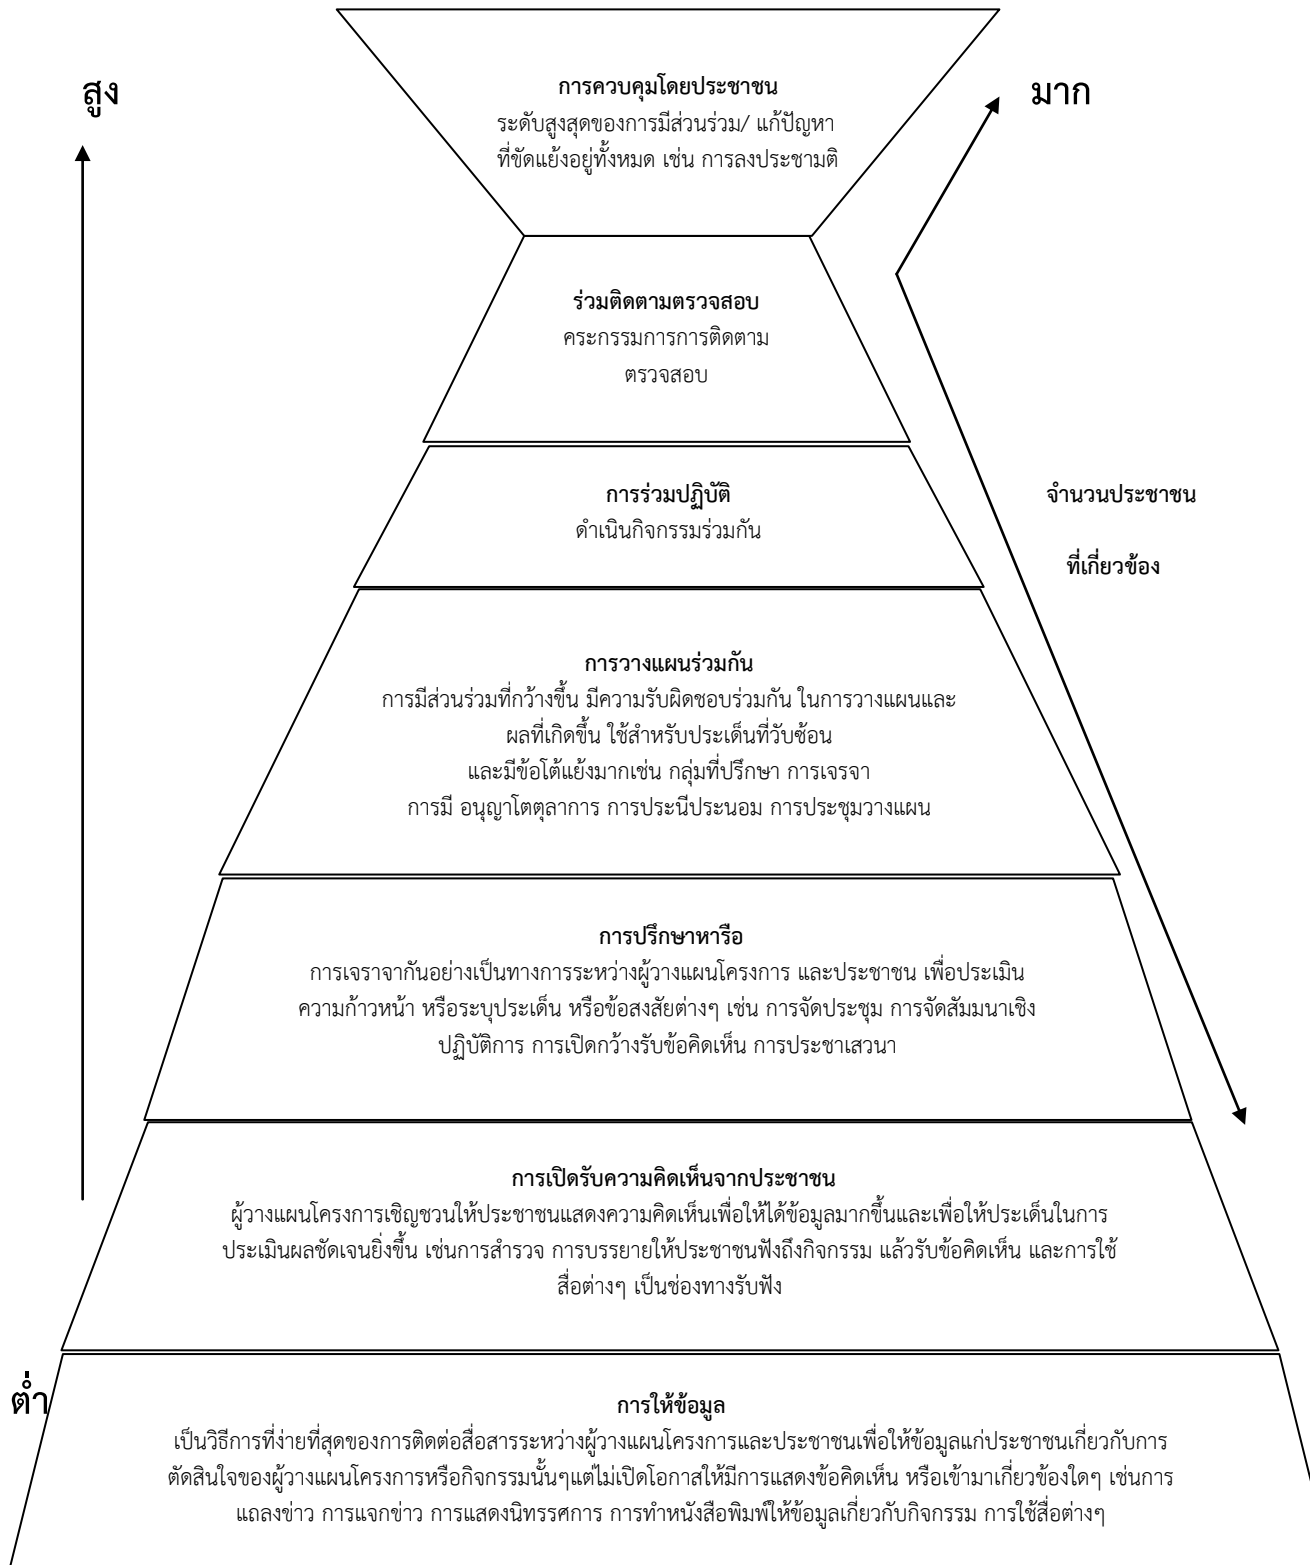 สูง
มาก
การควบคุมโดยประชาชน
ระดับสูงสุดของการมีส่วนร่วม/ แก้ปัญหา
ที่ขัดแย้งอยู่ทั้งหมด เช่น การลงประชามติ
ร่วมติดตามตรวจสอบ
คระกรรมการการติดตาม
ตรวจสอบ
การร่วมปฏิบัติ
ดำเนินกิจกรรมร่วมกัน
จำนวนประชาชน
ที่เกี่ยวข้อง
การวางแผนร่วมกัน
การมีส่วนร่วมที่กว้างขึ้น มีความรับผิดชอบร่วมกัน ในการวางแผนและ
ผลที่เกิดขึ้น ใช้สำหรับประเด็นที่วับซ้อน
และมีข้อโต้แย้งมากเช่น กลุ่มที่ปรึกษา การเจรจา
การมี อนุญาโตตุลาการ การประนีประนอม การประชุมวางแผน
การปรึกษาหารือ
การเจราจากันอย่างเป็นทางการระหว่างผู้วางแผนโครงการ และประชาชน เพื่อประเมิน
ความก้าวหน้า หรือระบุประเด็น หรือข้อสงสัยต่างๆ เช่น การจัดประชุม การจัดสัมมนาเชิง
ปฏิบัติการ การเปิดกว้างรับข้อคิดเห็น การประชาเสวนา
การเปิดรับความคิดเห็นจากประชาชน
ผู้วางแผนโครงการเชิญชวนให้ประชาชนแสดงความคิดเห็นเพื่อให้ได้ข้อมูลมากขึ้นและเพื่อให้ประเด็นในการ
ประเมินผลชัดเจนยิ่งขึ้น เช่นการสำรวจ การบรรยายให้ประชาชนฟังถึงกิจกรรม แล้วรับข้อคิดเห็น และการใช้
สื่อต่างๆ เป็นช่องทางรับฟัง
ต่ำ
การให้ข้อมูล
เป็นวิธีการที่ง่ายที่สุดของการติดต่อสื่อสารระหว่างผู้วางแผนโครงการและประชาชนเพื่อให้ข้อมูลแก่ประชาชนเกี่ยวกับการ
ตัดสินใจของผู้วางแผนโครงการหรือกิจกรรมนั้นๆแต่ไม่เปิดโอกาสให้มีการแสดงข้อคิดเห็น หรือเข้ามาเกี่ยวข้องใดๆ เช่นการ
แถลงข่าว การแจกข่าว การแสดงนิทรรศการ การทำหนังสือพิมพ์ให้ข้อมูลเกี่ยวกับกิจกรรม การใช้สื่อต่างๆ